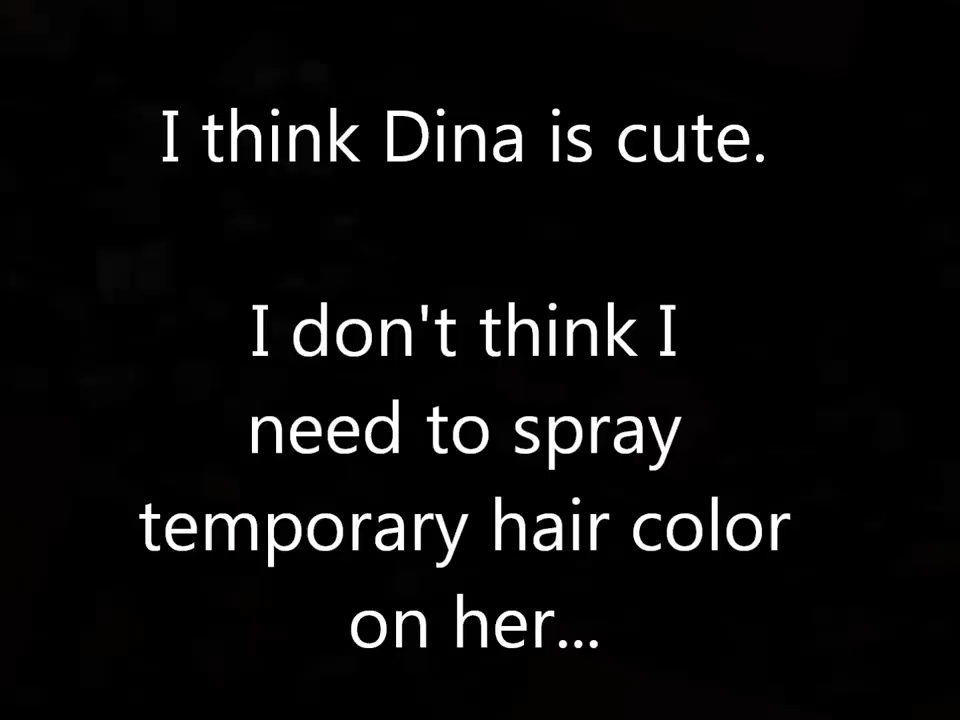 I think Dina is cute.
I don't think I
need to spray
temporary hair color
on her...